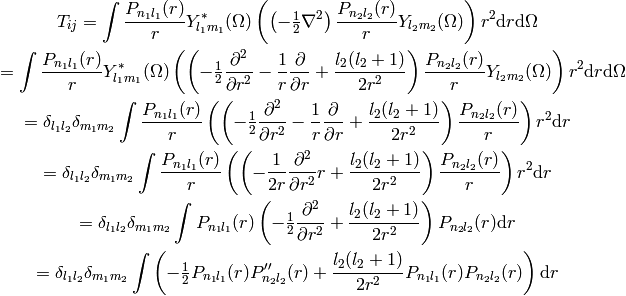 $T_{ij} = \int \frac{P_{n_1 l_1}(r)}{r} Y^*_{l_1 m_1}(\Omega) \left( \left( -\frac{1}{2} \nabla^2 \right) \frac{P_{n_2 l_2}(r)}{r} Y_{l_2 m_2}(\Omega) \right) r^2 \mathrm{d}r \mathrm{d}\Omega$
$= \int \frac{P_{n_1 l_1}(r)}{r} Y^*_{l_1 m_1}(\Omega) \left( \left( -\frac{1}{2} \frac{\partial^2}{\partial r^2} - \frac{1}{r} \frac{\partial}{\partial r} + \frac{l_2(l_2+1)}{2r^2} \right) \frac{P_{n_2 l_2}(r)}{r} Y_{l_2 m_2}(\Omega) \right) r^2 \mathrm{d}r \mathrm{d}\Omega$
$= \delta_{l_1 l_2} \delta_{m_1 m_2} \int \frac{P_{n_1 l_1}(r)}{r} \left( \left( -\frac{1}{2} \frac{\partial^2}{\partial r^2} - \frac{1}{r} \frac{\partial}{\partial r} + \frac{l_2(l_2+1)}{2r^2} \right) \frac{P_{n_2 l_2}(r)}{r} \right) r^2 \mathrm{d}r$
$= \delta_{l_1 l_2} \delta_{m_1 m_2} \int \frac{P_{n_1 l_1}(r)}{r} \left( \left( -\frac{1}{2r} \frac{\partial^2}{\partial r^2} r + \frac{l_2(l_2+1)}{2r^2} \right) \frac{P_{n_2 l_2}(r)}{r} \right) r^2 \mathrm{d}r$
$= \delta_{l_1 l_2} \delta_{m_1 m_2} \int P_{n_1 l_1}(r) \left( -\frac{1}{2} \frac{\partial^2}{\partial r^2} + \frac{l_2(l_2+1)}{2r^2} \right) P_{n_2 l_2}(r) \mathrm{d}r$
$= \delta_{l_1 l_2} \delta_{m_1 m_2} \int \left( -\frac{1}{2} P_{n_1 l_1}(r) P''_{n_2 l_2}(r) + \frac{l_2(l_2+1)}{2r^2} P_{n_1 l_1}(r) P_{n_2 l_2}(r) \right) \mathrm{d}r$